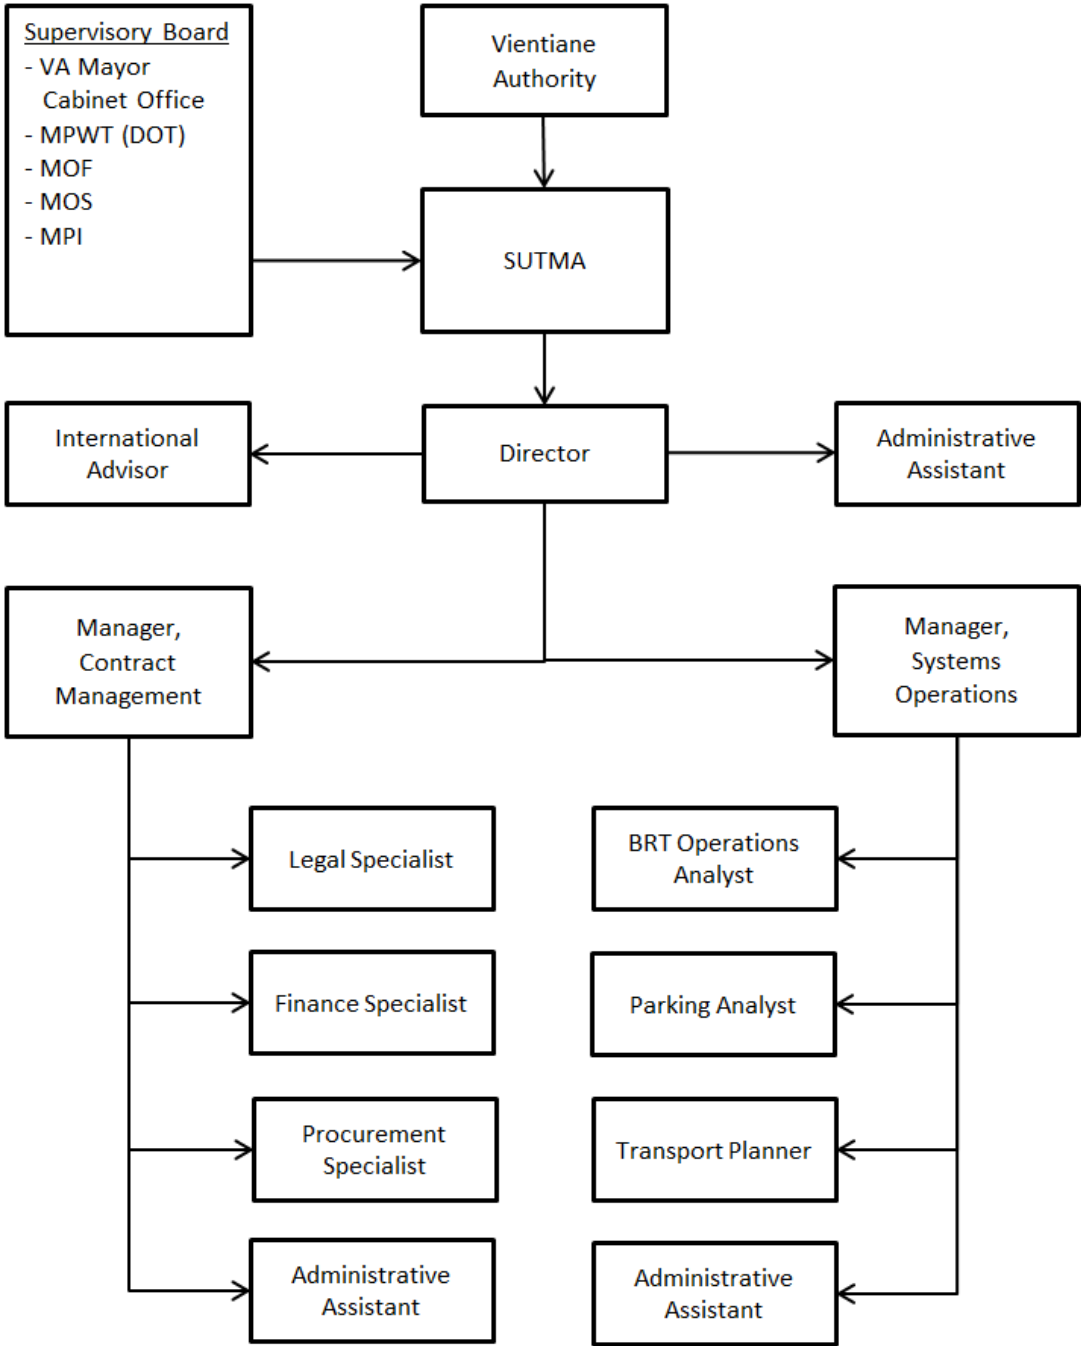 Supervisory Board
- VA Mayor
Cabinet Office
- MPWT (DOT)
- MOF
- MOS
- MPI
Vientiane
Authority
SUTMA
International
Advisor
Director
Administrative
Assistant
Manager,
Contract
Management
Manager,
Systems
Operations
Legal Specialist
BRT Operations
Analyst
Finance Specialist
Parking Analyst
Procurement
Specialist
Transport Planner
Administrative
Assistant
Administrative
Assistant